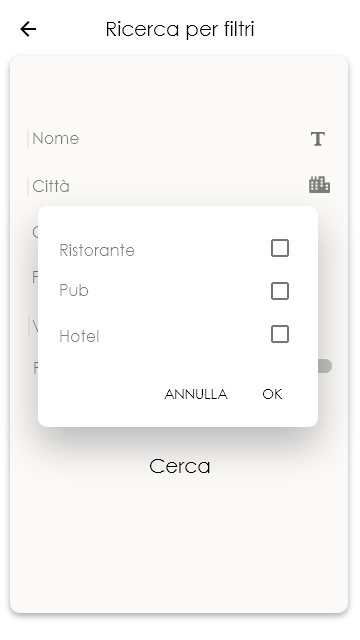 Ricerca per filtri
Nome
Città
Ristorante
Pub
Hotel
ANNULLA OK
Cerca